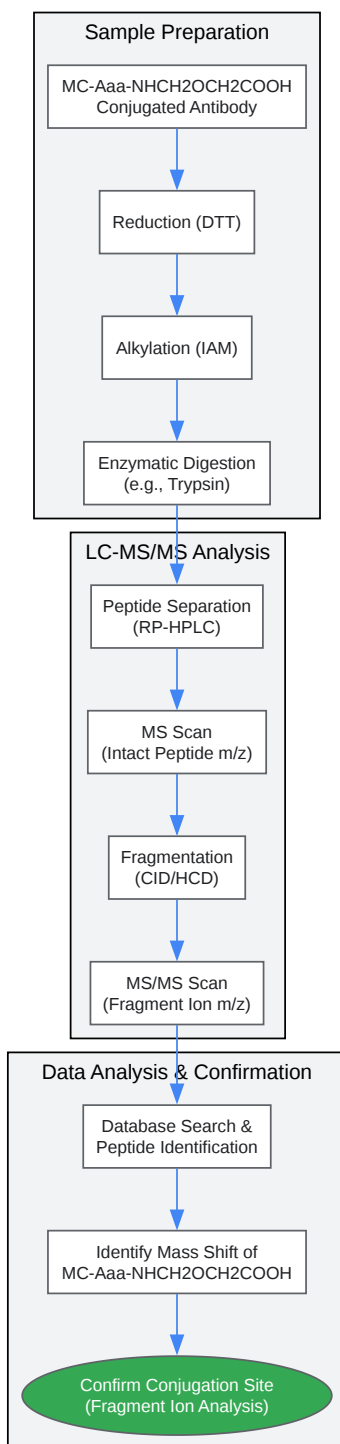 Sample Preparation
MC-Aaa-NHCH2OCH2COOH
Conjugated Antibody
Reduction (DTT)
Alkylation (IAM)
Enzymatic Digestion
(e.g., Trypsin)
LC-MS/MS Analysis
Peptide Separation
(RP-HPLC)
MS Scan
(Intact Peptide m/z)
Fragmentation
(CID/HCD)
MS/MS Scan
(Fragment Ion m/z)
Data Analysis & Confirmation
Database Search &
Peptide Identification
Identify Mass Shift of
MC-Aaa-NHCH2OCH2COOH
Confirm Conjugation Site
(Fragment Ion Analysis)